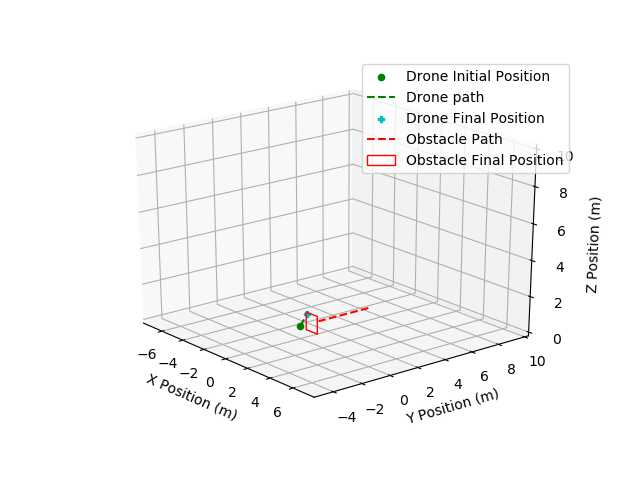 Drone Initial Position
Drone path
Drone Final Position
Obstacle Path
Obstacle Final Position
10
8
6
4
2
0
Z Position (m)
−6
−4
−2
0
2
4
6
X Position (m)
−4
−2
0
2
4
6
8
10
Y Position (m)